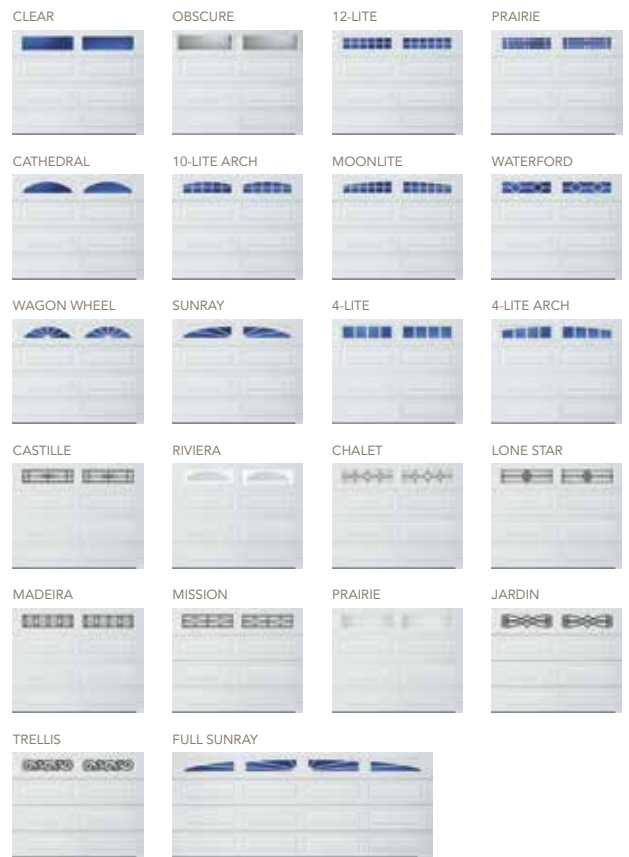 CLEAR
OBSCURE
12-LITE
PRAIRIE
CATHEDRAL
10-LITE ARCH
MOONLITE
WATERFORD
WAGON WHEEL
SUNRAY
4-LITE
4-LITE ARCH
CASTILLE
RIVIERA
CHALET
LONE STAR
MADEIRA
MISSION
PRAIRIE
JARDIN
TRELLIS
FULL SUNRAY